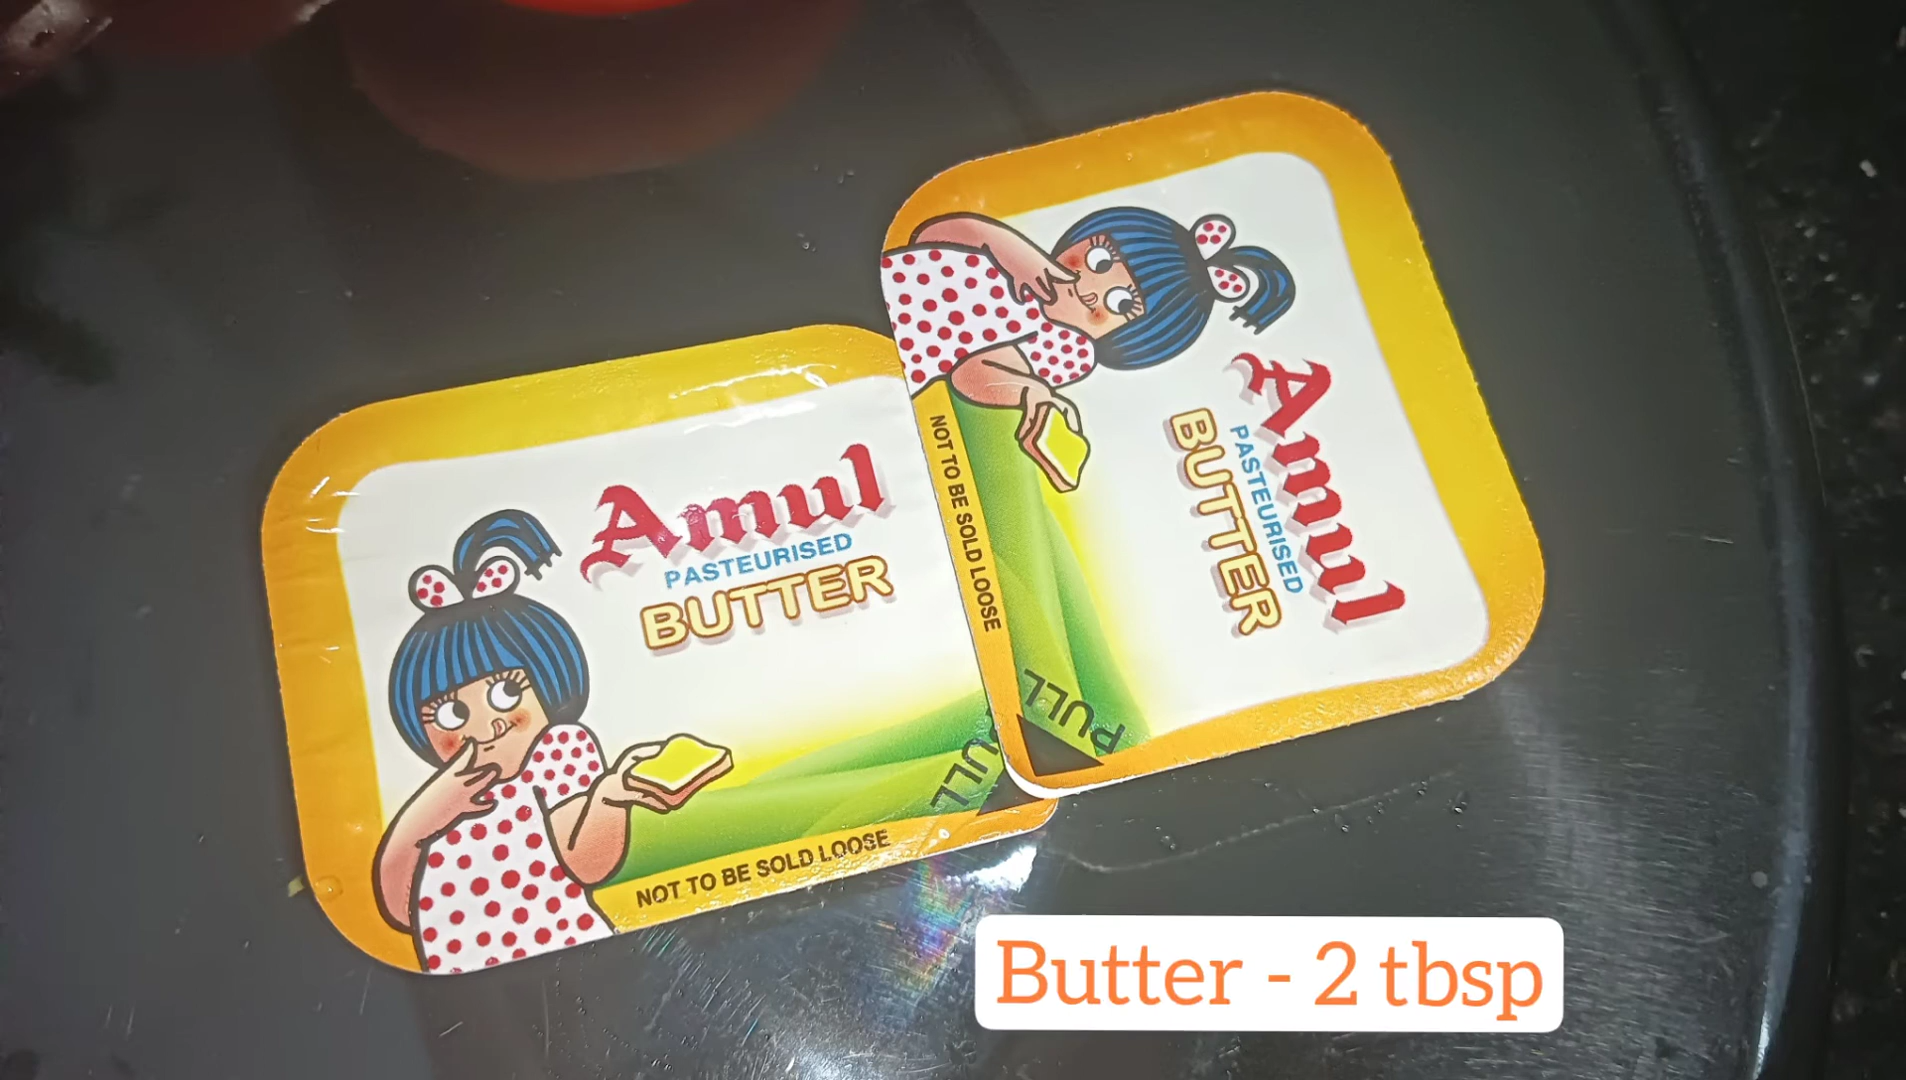 Amul
PASTEURISED
BUTTER
PULL
NOT TO BE SOLD LOOSE
Amul
PASTEURISED
BUTTER
NOT TO BE SOLD LOOSE
PULL
Butter - 2 tbsp